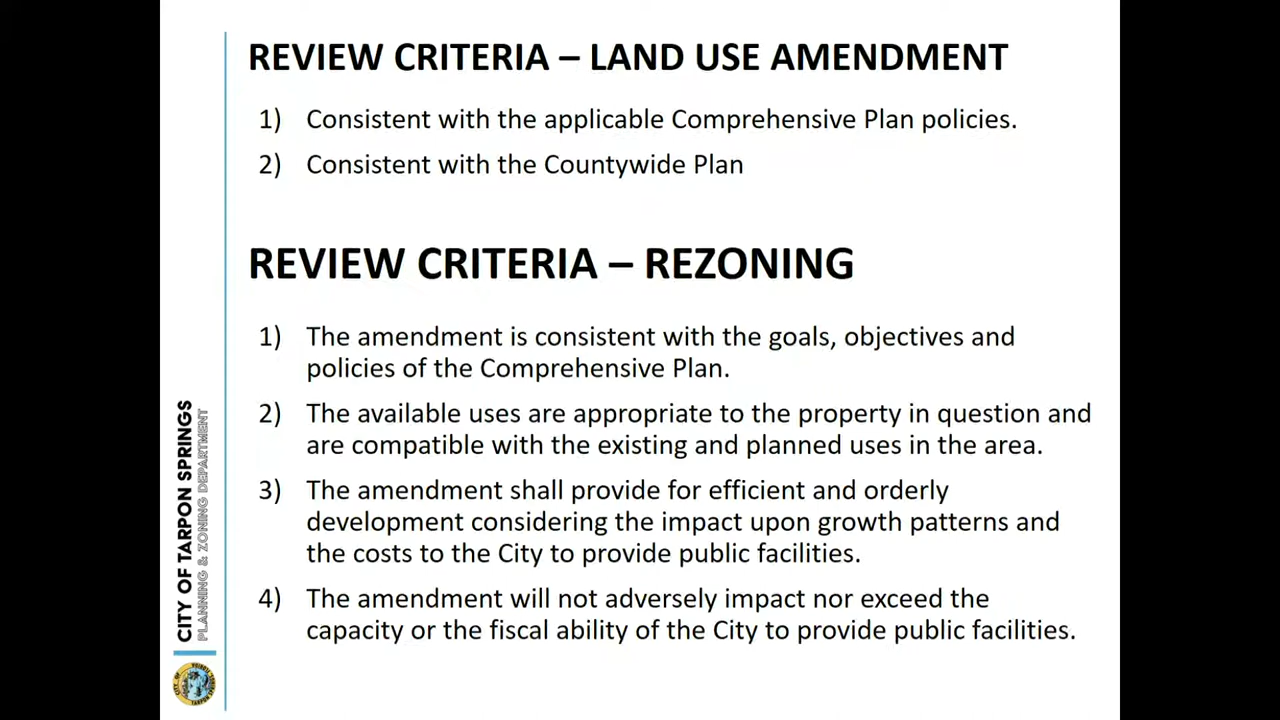 REVIEW CRITERIA – LAND USE AMENDMENT
1) Consistent with the applicable Comprehensive Plan policies.
2) Consistent with the Countywide Plan
REVIEW CRITERIA – REZONING
1) The amendment is consistent with the goals, objectives and
policies of the Comprehensive Plan.
2) The available uses are appropriate to the property in question and
are compatible with the existing and planned uses in the area.
3) The amendment shall provide for efficient and orderly
development considering the impact upon growth patterns and
the costs to the City to provide public facilities.
4) The amendment will not adversely impact nor exceed the
capacity or the fiscal ability of the City to provide public facilities.
CITY OF TARPON SPRINGS
PLANNING & ZONING DEPARTMENT